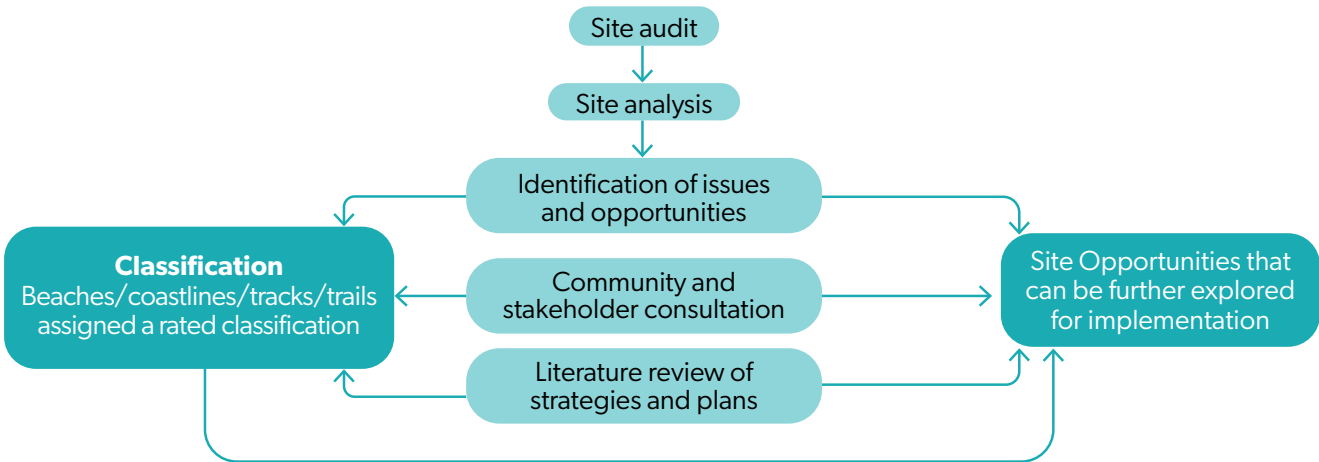 Site audit
Site analysis
Identification of issues
and opportunities
Classification
Beaches/coastlines/tracks/trails
assigned a rated classification
Community and
stakeholder consultation
Site Opportunities that
can be further explored
for implementation
Literature review of
strategies and plans